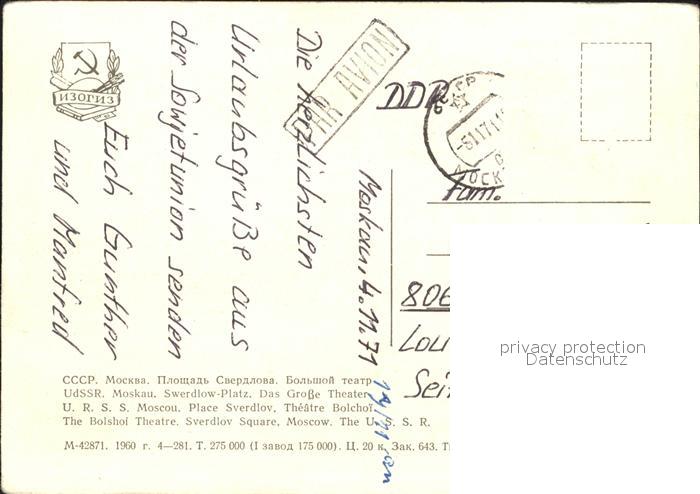 ИЗОГИЗ
PAR AVION
DDR
Moskau, 4.11.71
Die herzlichsten
Urlaubsgrüße aus
der Sowjetunion senden
Euch Gunther
und Manfred
Fam.
806
Lou
Sei
privacy protection
Datenschutz
СССР. Москва. Площадь Свердлова. Большой театр
UdSSR. Moskau. Swerdlow-Platz. Das Große Theater
U. R. S. S. Moscou. Place Sverdlov, Théâtre Bolchoï
The Bolshoi Theatre. Sverdlov Square, Moscow. The U. S. S. R.
М-42871. 1960 г. 4—281. Т. 275 000 (I завод 175 000). Ц. 20 к. Зак. 643.